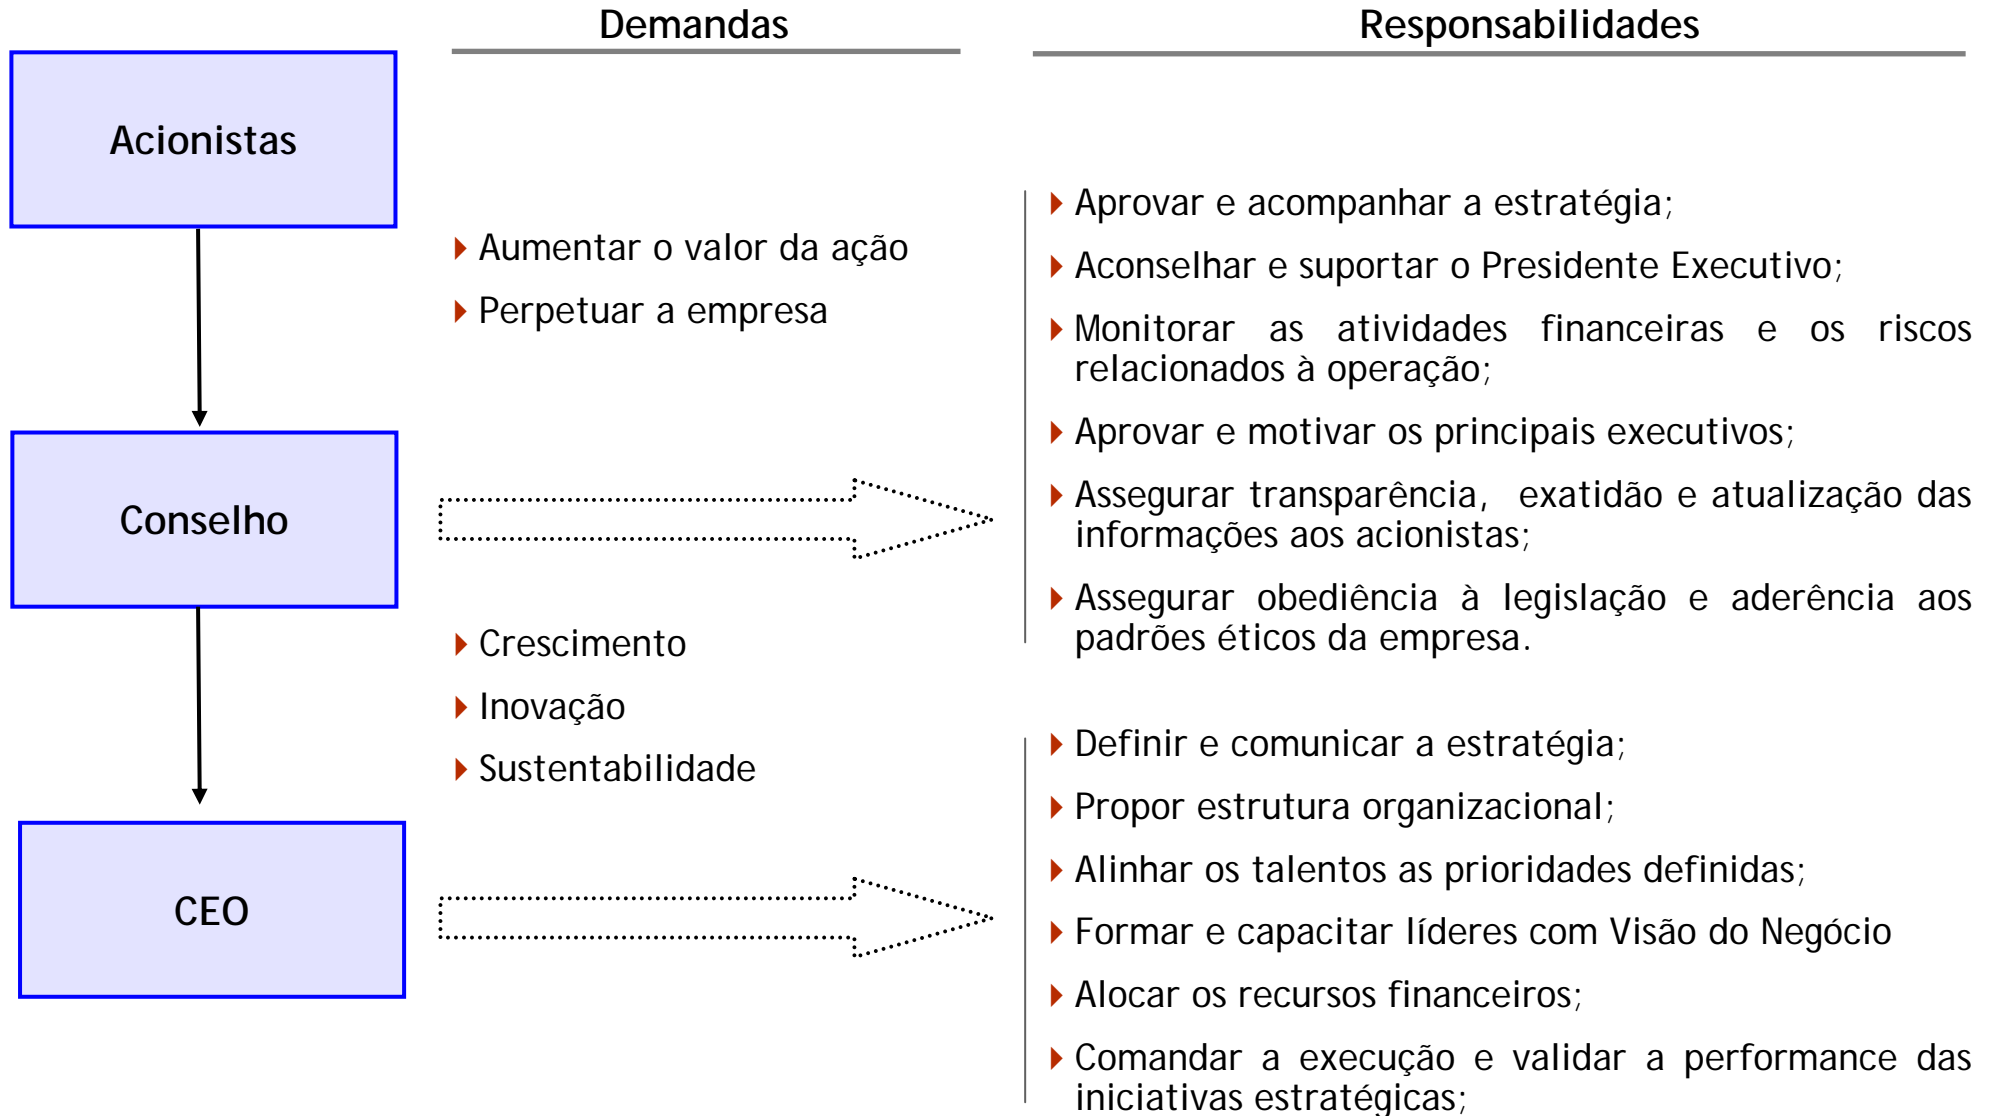 Demandas
Responsabilidades
Acionistas
Aumentar o valor da ação
Perpetuar a empresa
Aprovar e acompanhar a estratégia;
Aconselhar e suportar o Presidente Executivo;
Monitorar as atividades financeiras e os riscos
relacionados à operação;
Aprovar e motivar os principais executivos;
Assegurar transparência, exatidão e atualização das
informações aos acionistas;
Assegurar obediência à legislação e aderência aos
padrões éticos da empresa.
Conselho
Crescimento
Inovação
Sustentabilidade
CEO
Definir e comunicar a estratégia;
Propor estrutura organizacional;
Alinhar os talentos as prioridades definidas;
Formar e capacitar líderes com Visão do Negócio
Alocar os recursos financeiros;
Comandar a execução e validar a performance das
iniciativas estratégicas;